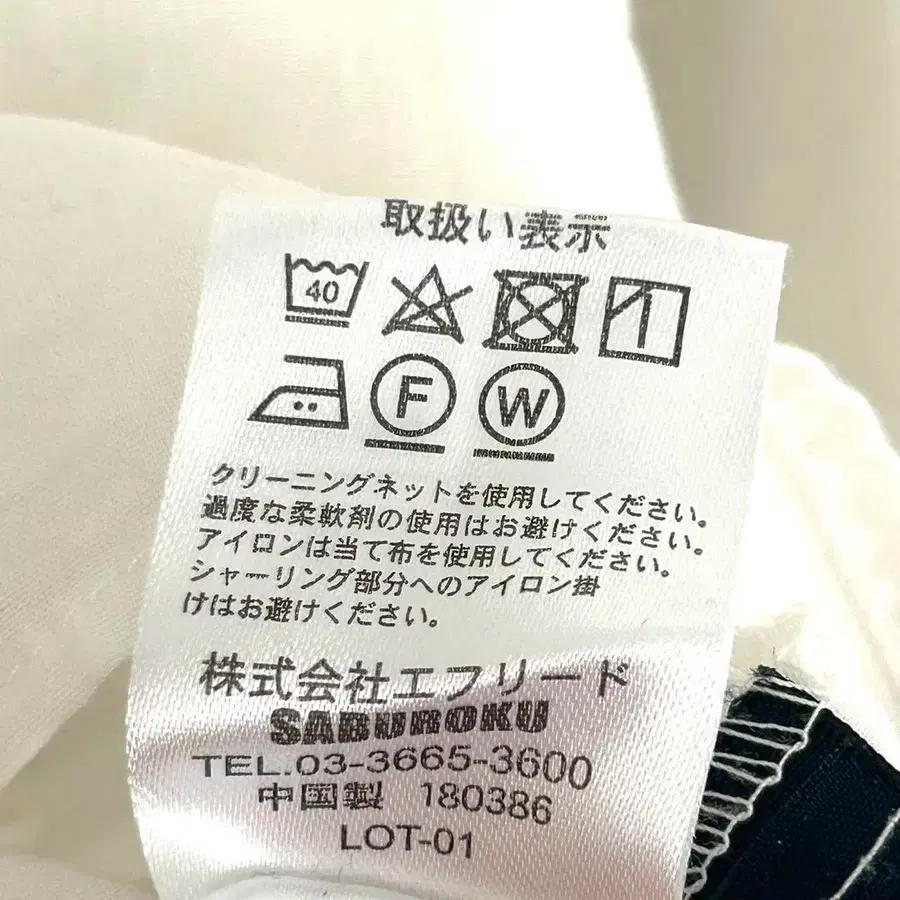 取扱い表示
40
F W
クリーニングネットを使用してください。
過度な柔軟剤の使用はお避けください。
アイロンは当て布を使用してください。
シャーリング部分へのアイロン掛
けはお避けください。
株式会社エフリード
SABUROKU
TEL.03-3665-3600
中国製 180386
LOT-01